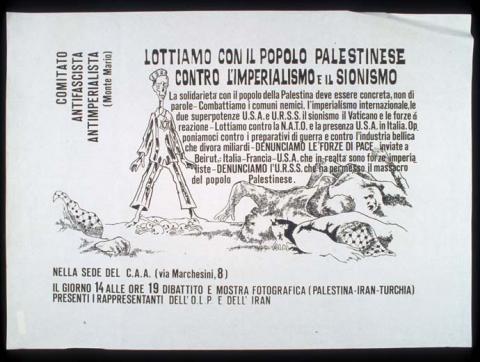 COMITATO
ANTIFASCISTA
ANTIMPERIALISTA
(Monte Mario)
LOTTIAMO CON IL POPOLO PALESTINESE
CONTRO L'IMPERIALISMO E IL SIONISMO
La solidarietà con il popolo della Palestina deve essere concreta, non di
parole-Combattiamo i comuni nemici. l'imperialismo internazionale, le
due superpotenze U.S.A. e U.R.S.S. il sionismo il Vaticano e le forze di
reazione-Lottiamo contro la N.A.T.O. e la presenza U.S.A. in Italia. Op
poniamoci contro i preparativi di guerra e contro l'industria bellica
che divora miliardi-DENUNCIAMO LE FORZE DI PACE inviate a
Beirut.: Italia-Francia-U.S.A. che in realtà sono forze imperia
liste-DENUNCIAMO l'U.R.S.S. che ha permesso il massacro
del popolo Palestinese.
NELLA SEDE DEL C.A.A. (via Marchesini, 8)
IL GIORNO 14 ALLE ORE 19 DIBATTITO E MOSTRA FOTOGRAFICA (PALESTINA-IRAN-TURCHIA)
PRESENTI I RAPPRESENTANTI DELL'O.L.P E DELL' IRAN